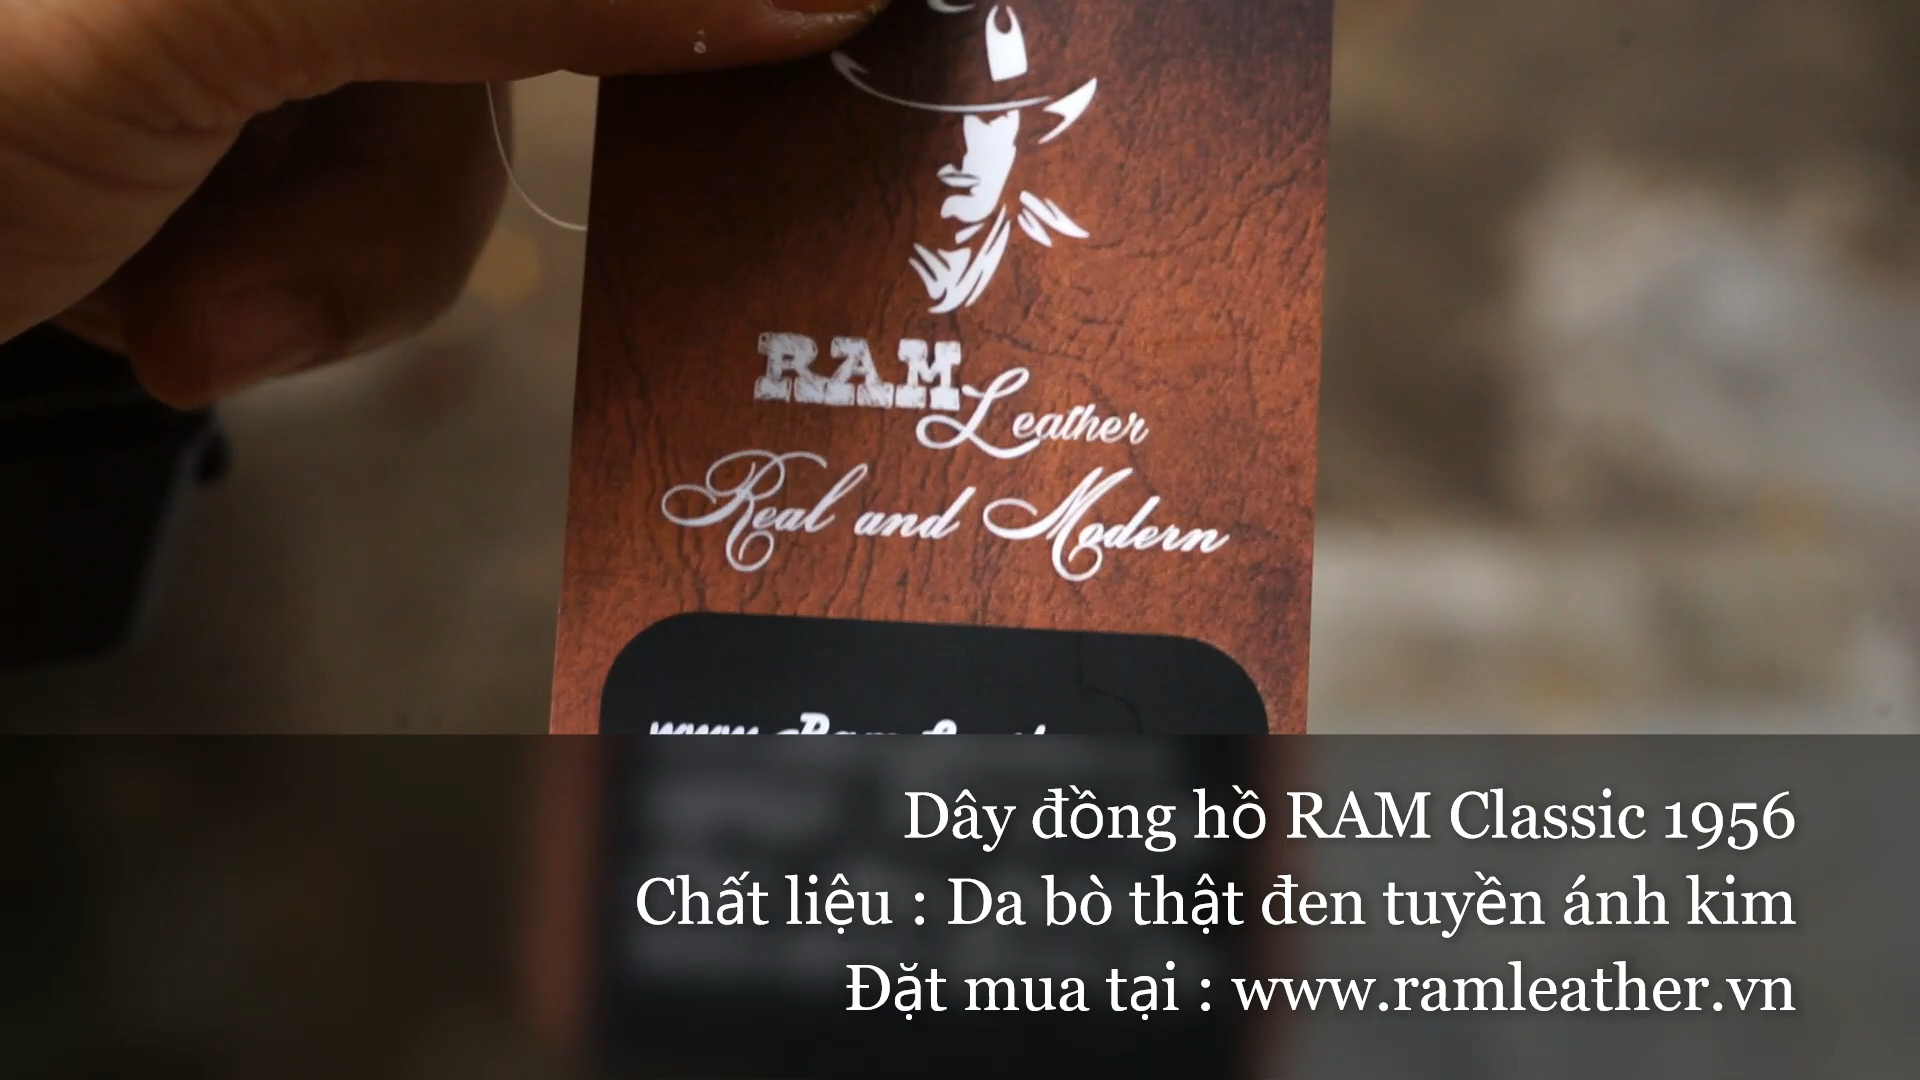 RAM Leather
Real and Modern
www.
Dây đồng hồ RAM Classic 1956
Chất liệu : Da bò thật đen tuyền ánh kim
Đặt mua tại : www.ramleather.vn